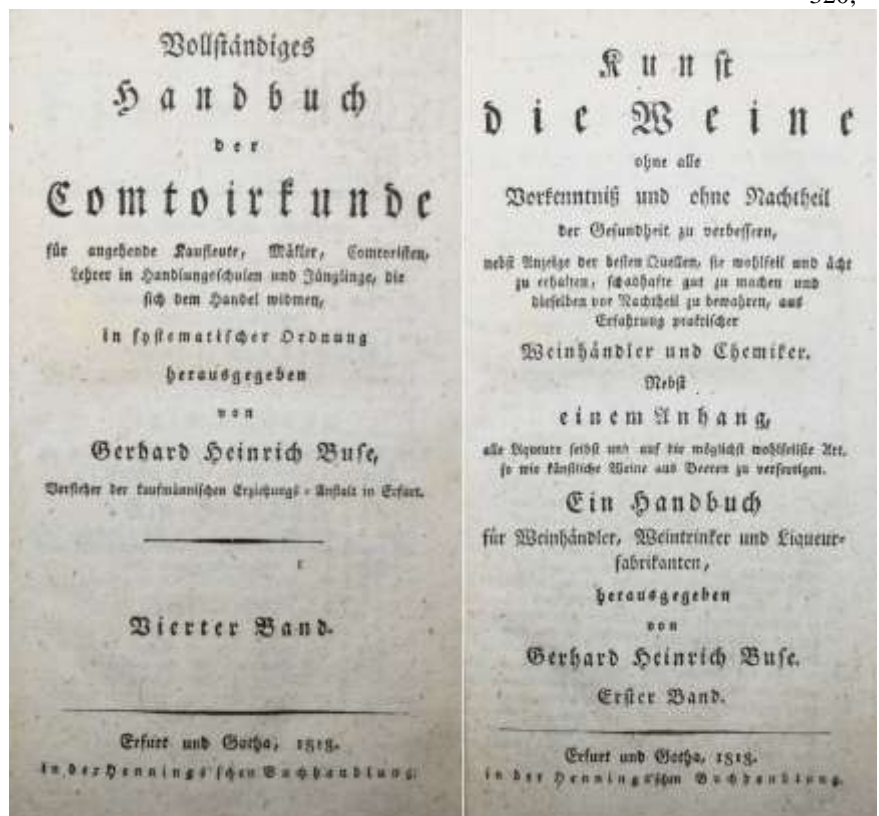 320,
Vollständiges
Handbuch
der
Comtoirkunde
für angehende Kaufleute, Mäkler, Comtoristen,
Lehrer in Handlungsschulen und Jünglinge, die
sich dem Handel widmen,
in systematischer Ordnung
herausgegeben
von
Gerhard Heinrich Buse,
Vorsteher der kaufmännischen Erziehungs-Anstalt in Erfurt.
Vierter Band.
Erfurt und Gotha, 1818.
in der Hennings'schen Buchhandlung.
Kunst
die Weine
ohne alle
Vorkenntniß und ohne Nachtheil
der Gesundheit zu verbessern,
nebst Anzeige der besten Quellen, sie wohlfeil und ächt
zu erhalten, schadhafte gut zu machen und
dieselben vor Nachtheil zu bewahren, aus
Erfahrung praktischer
Weinhändler und Chemiker.
Nebst
einem Anhang,
alle Liqueure selbst und auf die möglichst wohlfeilste Art,
so wie künstliche Weine aus Beeren zu verfertigen.
Ein Handbuch
für Weinhändler, Weintrinker und Liqueur-
fabrikanten,
herausgegeben
von
Gerhard Heinrich Buse.
Erster Band.
Erfurt und Gotha, 1818.
in der Hennings'schen Buchhandlung.